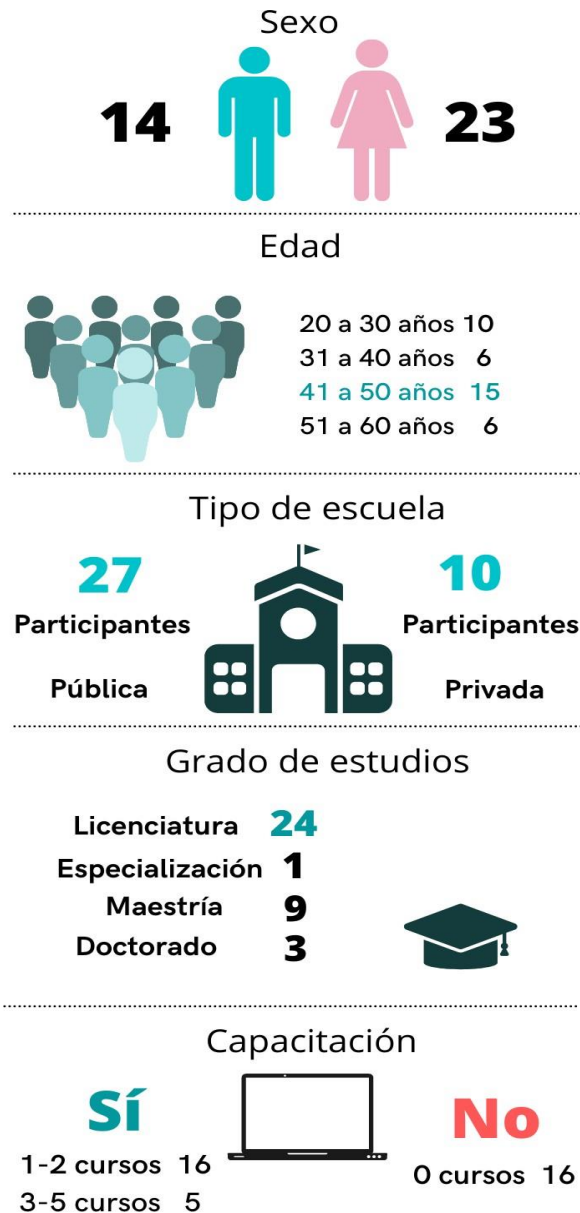 Sexo
14 23
Edad
20 a 30 años 10
31 a 40 años 6
41 a 50 años 15
51 a 60 años 6
Tipo de escuela
27 10
Participantes Participantes
Pública Privada
Grado de estudios
Licenciatura 24
Especialización 1
Maestría 9
Doctorado 3
Capacitación
Sí No
1-2 cursos 16
0 cursos 16
3-5 cursos 5